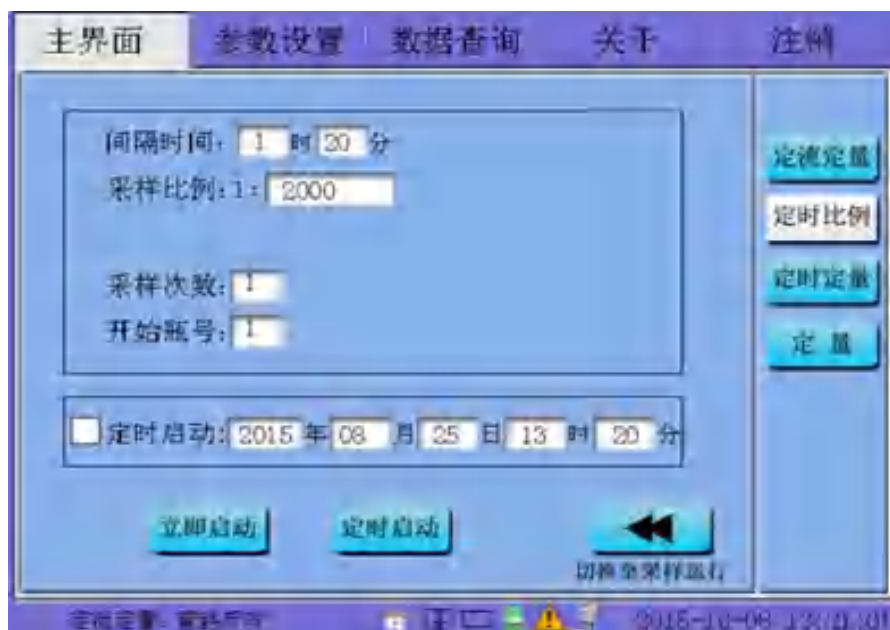 主界面 参数设置 数据查询 关于 注销
间隔时间: 1 时 20 分
采样比例:1: 2000
采样次数: 1
开始瓶号: 1
定时启动: 2015 年 08 月 25 日 13 时 20 分
立即启动 定时启动
切换至采样运行
定流定量
定时比例
定时定量
定 量